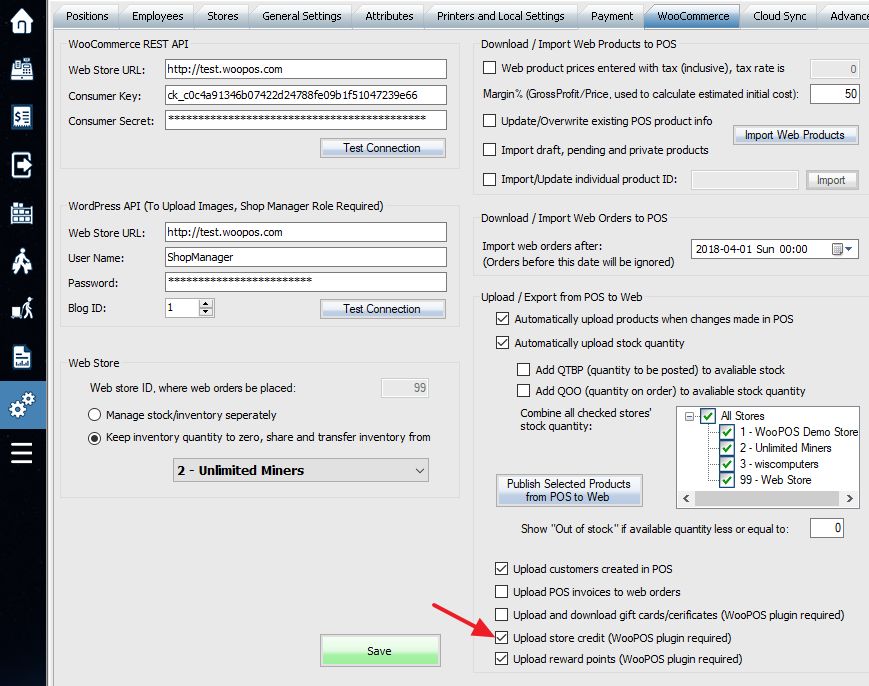 Positions
Employees
Stores
General Settings
Attributes
Printers and Local Settings
Payment
WooCommerce
Cloud Sync
Advance
WooCommerce REST API
Web Store URL:
http://test.woopos.com
Consumer Key:
ck_c0c4a91346b07422d24788fe09b1f51047239e66
Consumer Secret:
********************************************
Test Connection
WordPress API (To Upload Images, Shop Manager Role Required)
Web Store URL:
http://test.woopos.com
User Name:
ShopManager
Password:
************************
Blog ID:
1
Test Connection
Web Store
Web store ID, where web orders be placed:
99
Manage stock/inventory seperately
Keep inventory quantity to zero, share and transfer inventory from
2 - Unlimited Miners
Save
Download / Import Web Products to POS
Web product prices entered with tax (inclusive), tax rate is
0
Margin% (GrossProfit/Price, used to calculate estimated initial cost):
50
Update/Overwrite existing POS product info
Import Web Products
Import draft, pending and private products
Import/Update individual product ID:
Import
Download / Import Web Orders to POS
Import web orders after:
(Orders before this date will be ignored)
2018-04-01 Sun 00:00
Upload / Export from POS to Web
Automatically upload products when changes made in POS
Automatically upload stock quantity
Add QTBP (quantity to be posted) to avaliable stock
Add QOO (quantity on order) to avaliable stock quantity
Combine all checked stores'
stock quantity:
All Stores
1 - WooPOS Demo Store
2 - Unlimited Miners
3 - wiscomputers
99 - Web Store
Publish Selected Products
from POS to Web
Show "Out of stock" if available quantity less or equal to:
0
Upload customers created in POS
Upload POS invoices to web orders
Upload and download gift cards/cerificates (WooPOS plugin required)
Upload store credit (WooPOS plugin required)
Upload reward points (WooPOS plugin required)